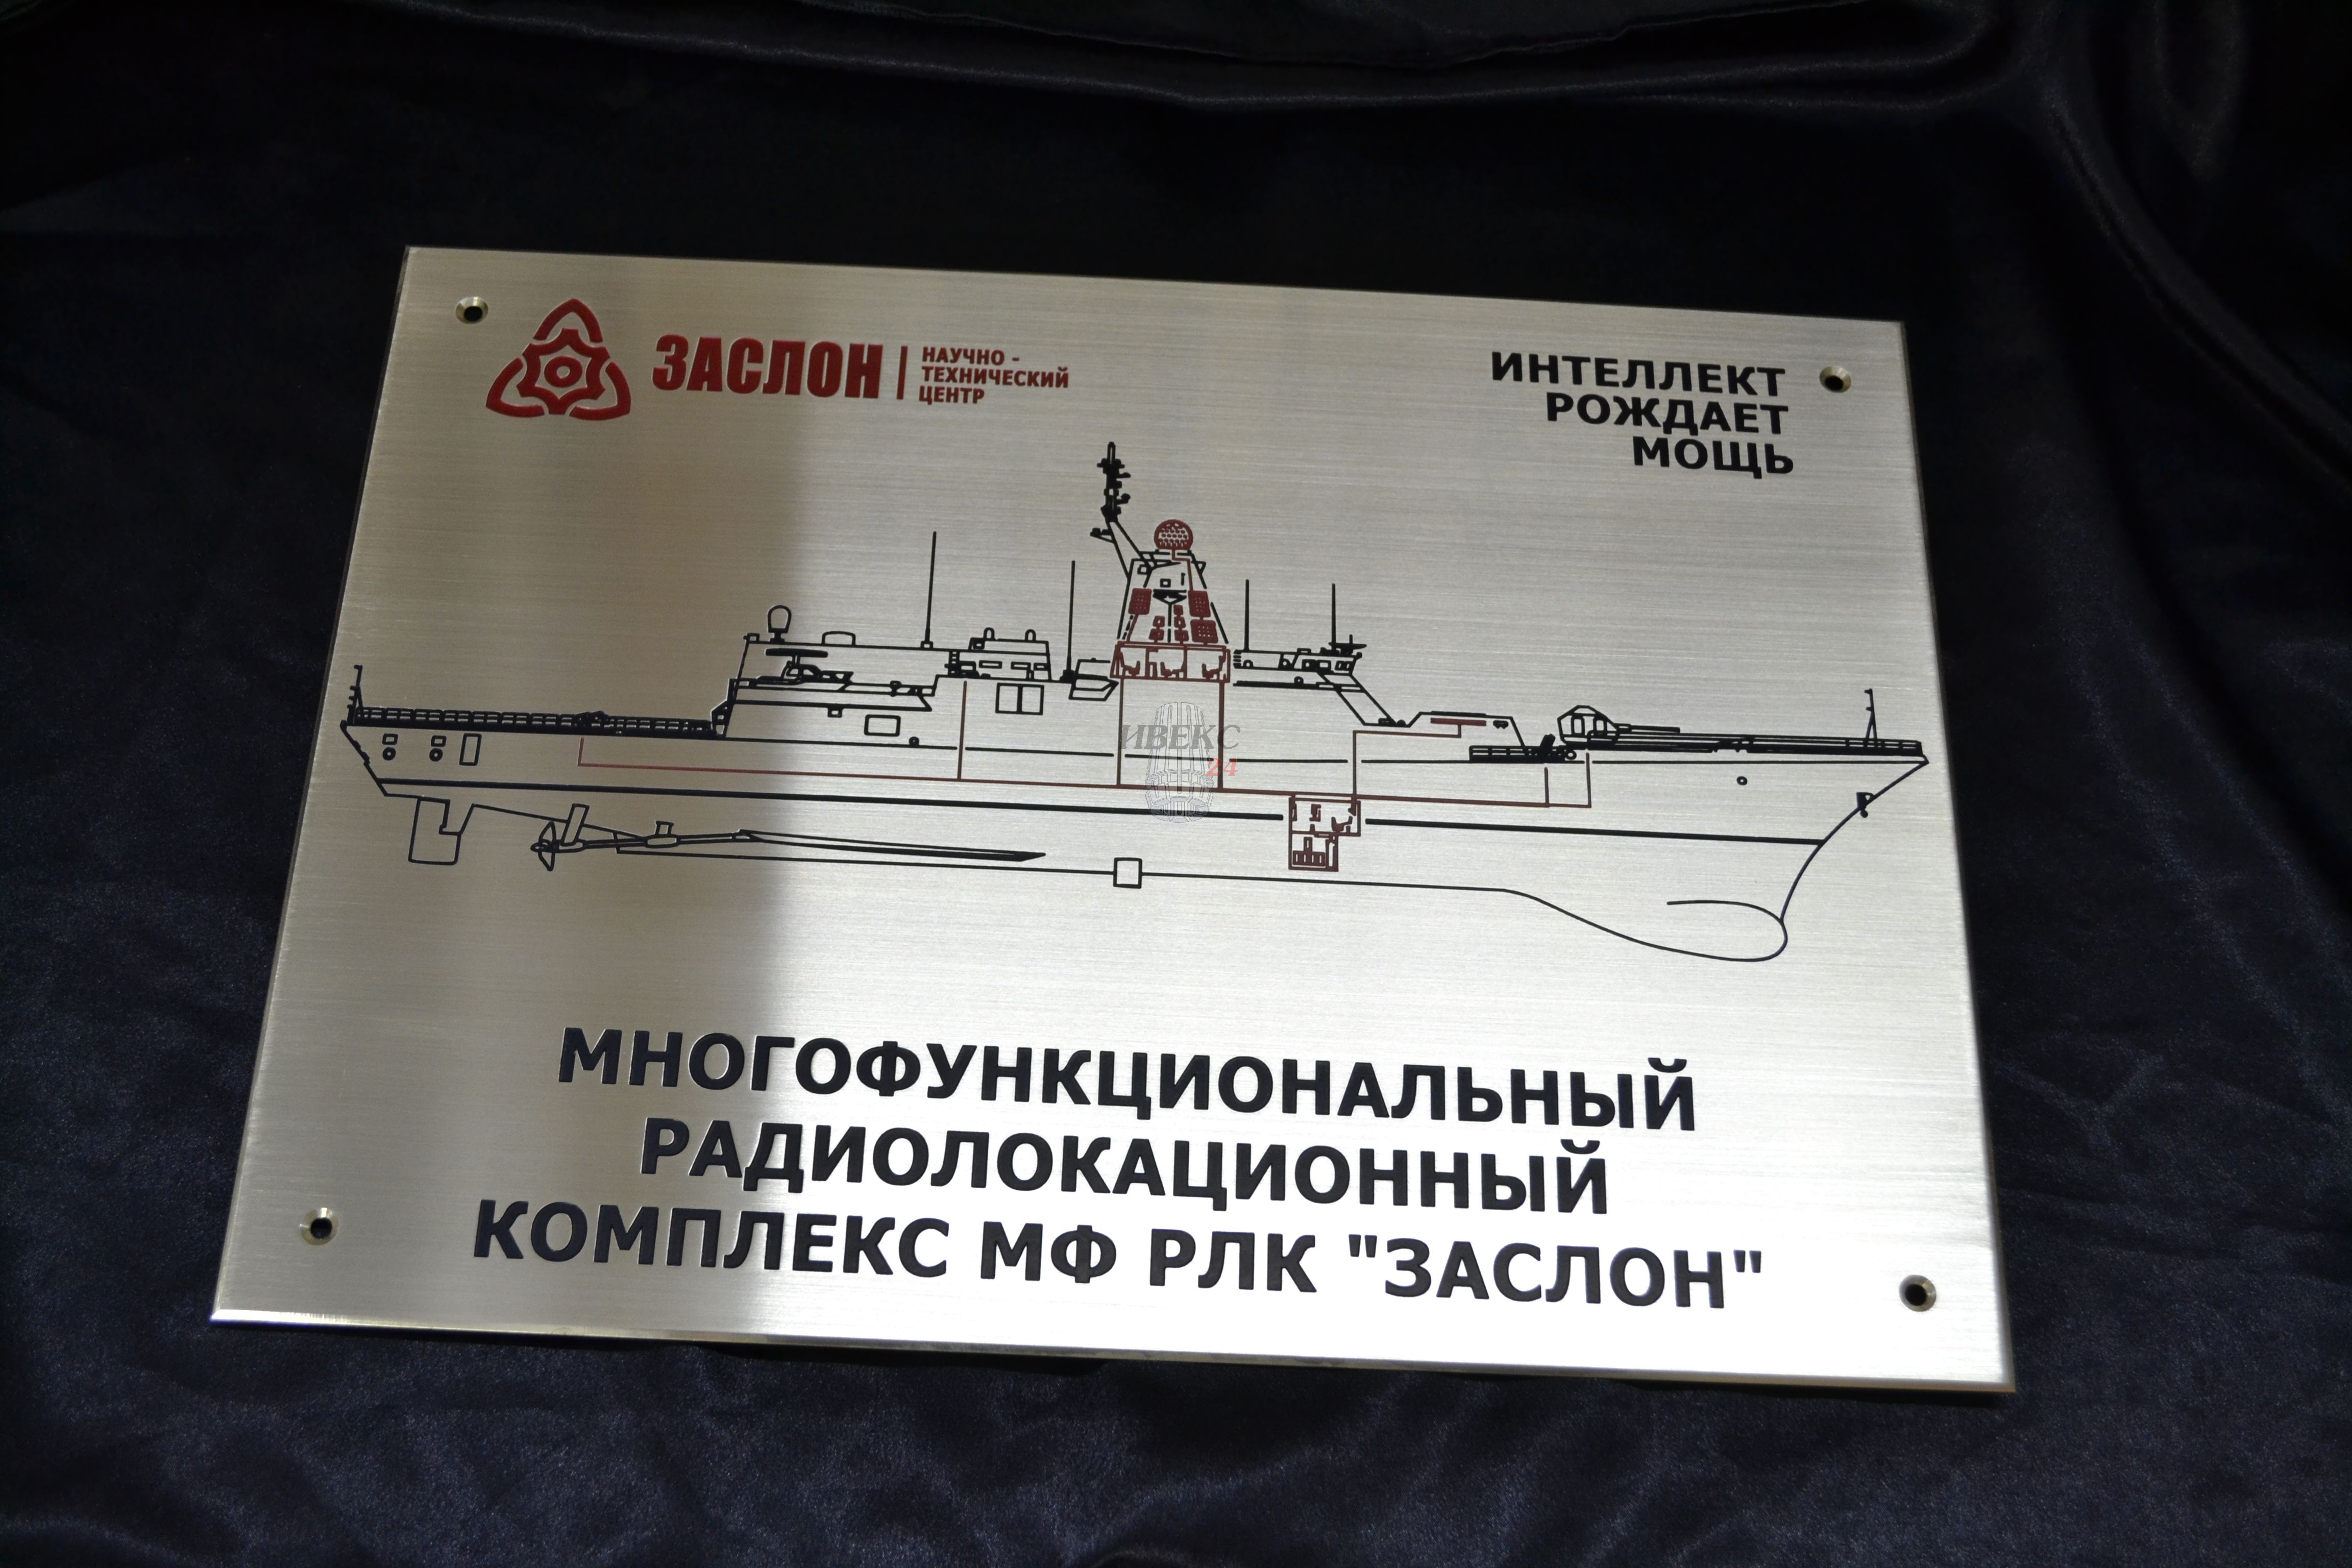 ЗАСЛОН
НАУЧНО -
ТЕХНИЧЕСКИЙ
ЦЕНТР
ИНТЕЛЛЕКТ
РОЖДАЕТ
МОЩЬ
ИВЕКС
24
МНОГОФУНКЦИОНАЛЬНЫЙ
РАДИОЛОКАЦИОННЫЙ
КОМПЛЕКС МФ РЛК "ЗАСЛОН"